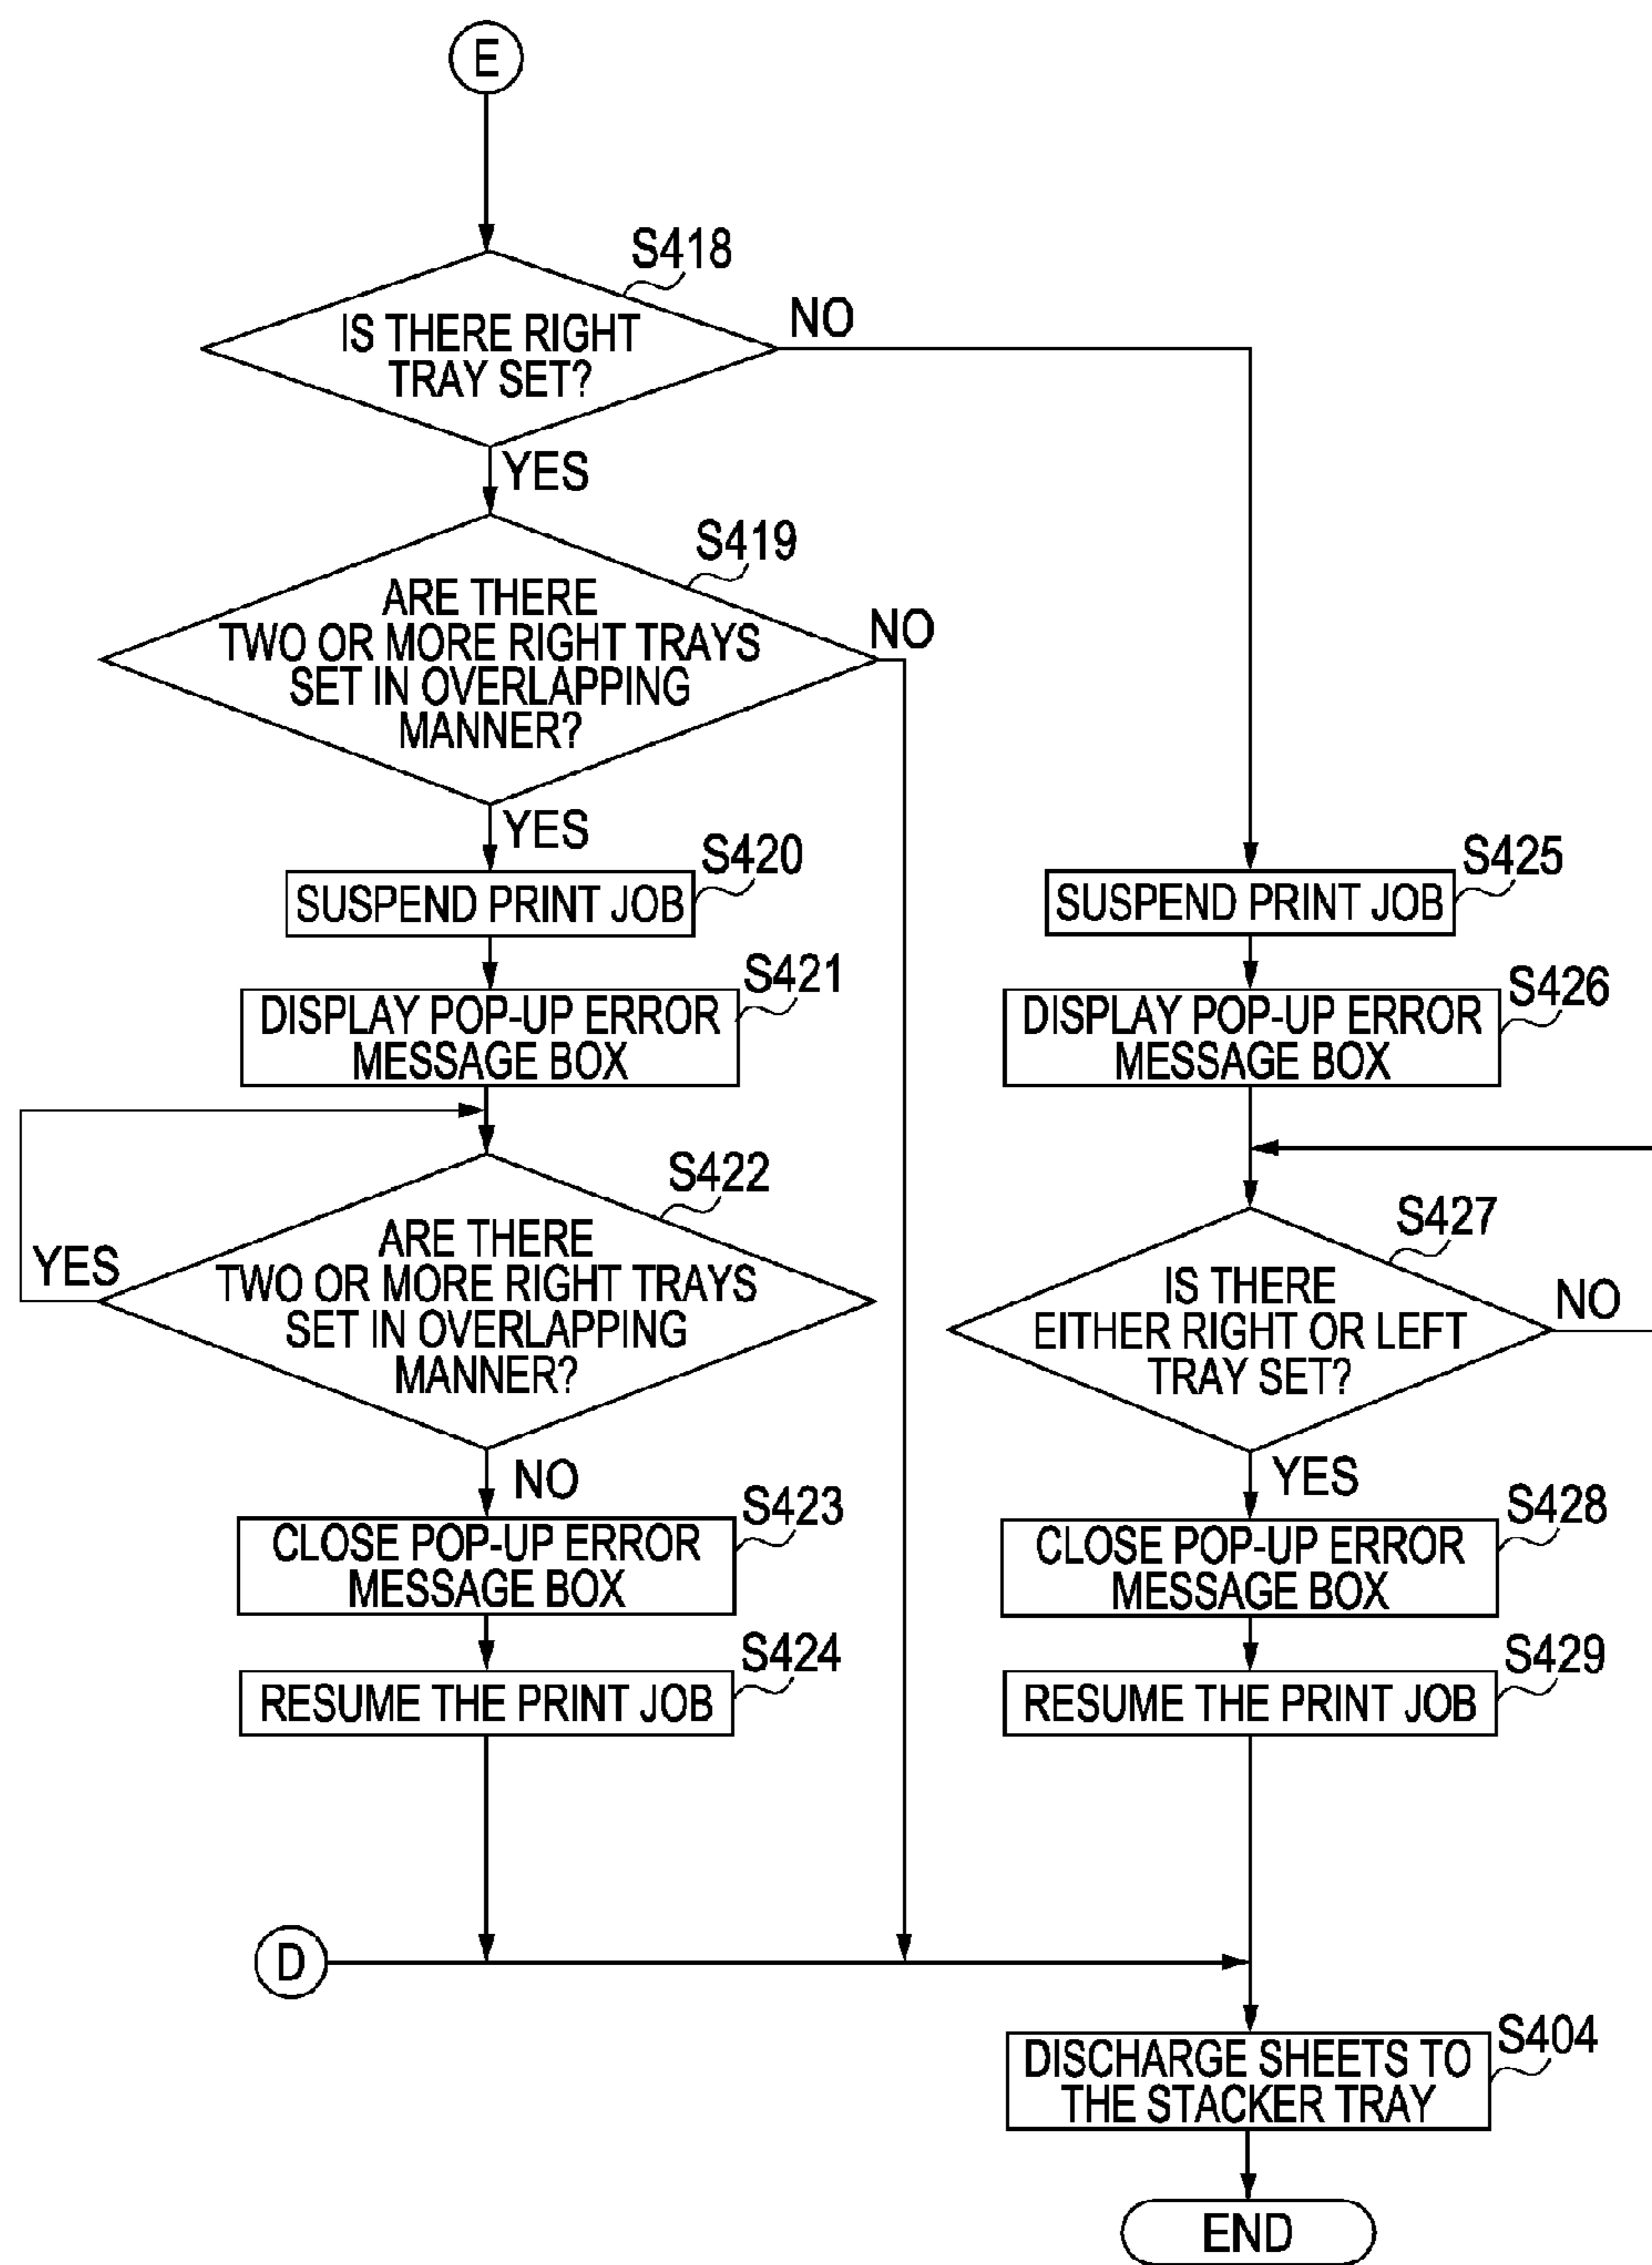 E
S418
IS THERE RIGHT
TRAY SET?
NO
YES
S419
ARE THERE
TWO OR MORE RIGHT TRAYS
SET IN OVERLAPPING
MANNER?
NO
YES
S420
SUSPEND PRINT JOB
S421
DISPLAY POP-UP ERROR
MESSAGE BOX
S422
ARE THERE
TWO OR MORE RIGHT TRAYS
SET IN OVERLAPPING
MANNER?
YES
NO
S423
CLOSE POP-UP ERROR
MESSAGE BOX
S424
RESUME THE PRINT JOB
S425
SUSPEND PRINT JOB
S426
DISPLAY POP-UP ERROR
MESSAGE BOX
S427
IS THERE
EITHER RIGHT OR LEFT
TRAY SET?
NO
YES
S428
CLOSE POP-UP ERROR
MESSAGE BOX
S429
RESUME THE PRINT JOB
D
S404
DISCHARGE SHEETS TO
THE STACKER TRAY
END